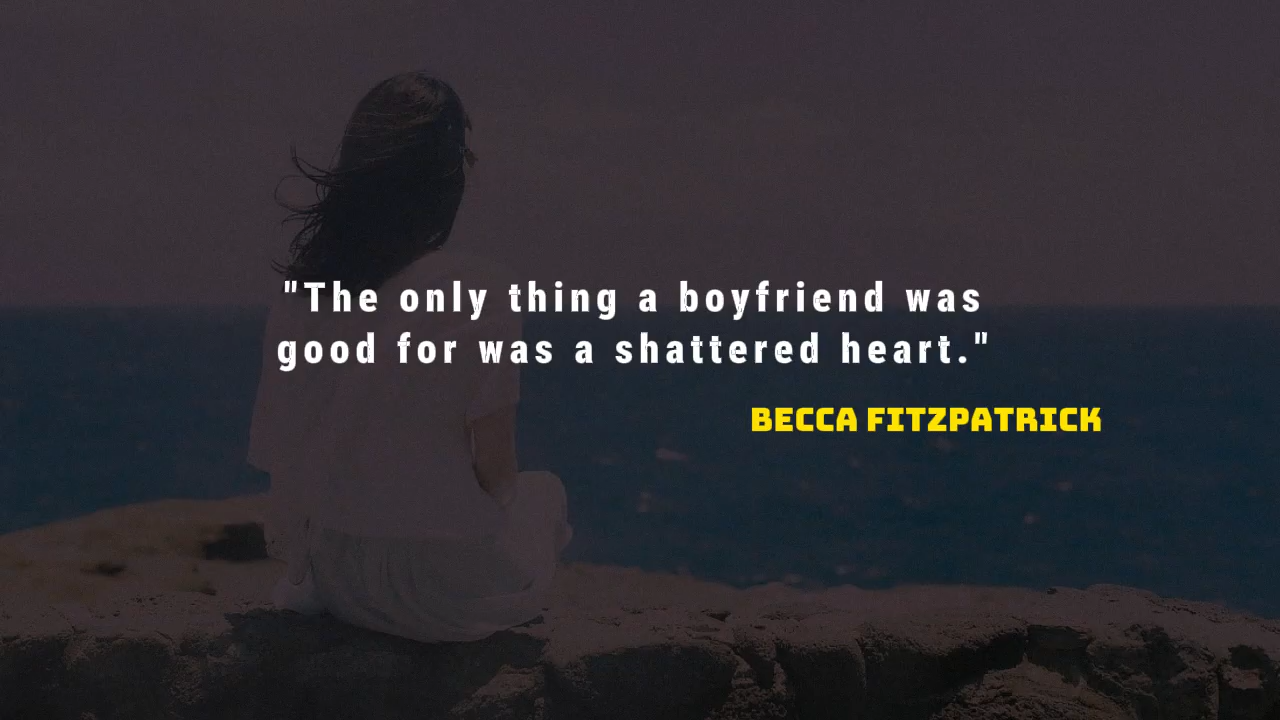 "The only thing a boyfriend was
good for was a shattered heart."
BECCA FITZPATRICK